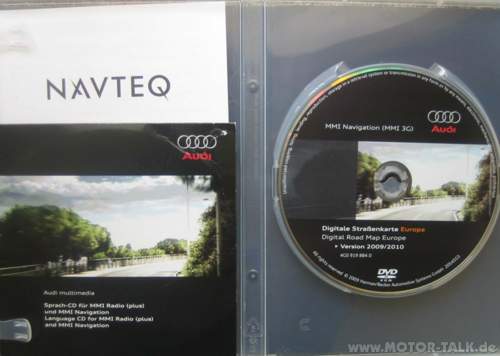 NAVTEQ
Audi
Audi multimedia
Sprach-CD für MMI Radio (plus)
und MMI Navigation
Language CD for MMI Radio (plus)
and MMI Navigation
MMI Navigation (MMI 3G)
Audi
Digitale Straßenkarte Europa
Digital Road Map Europe
Version 2009/2010
DVD
www.MOTOR-TALK.de